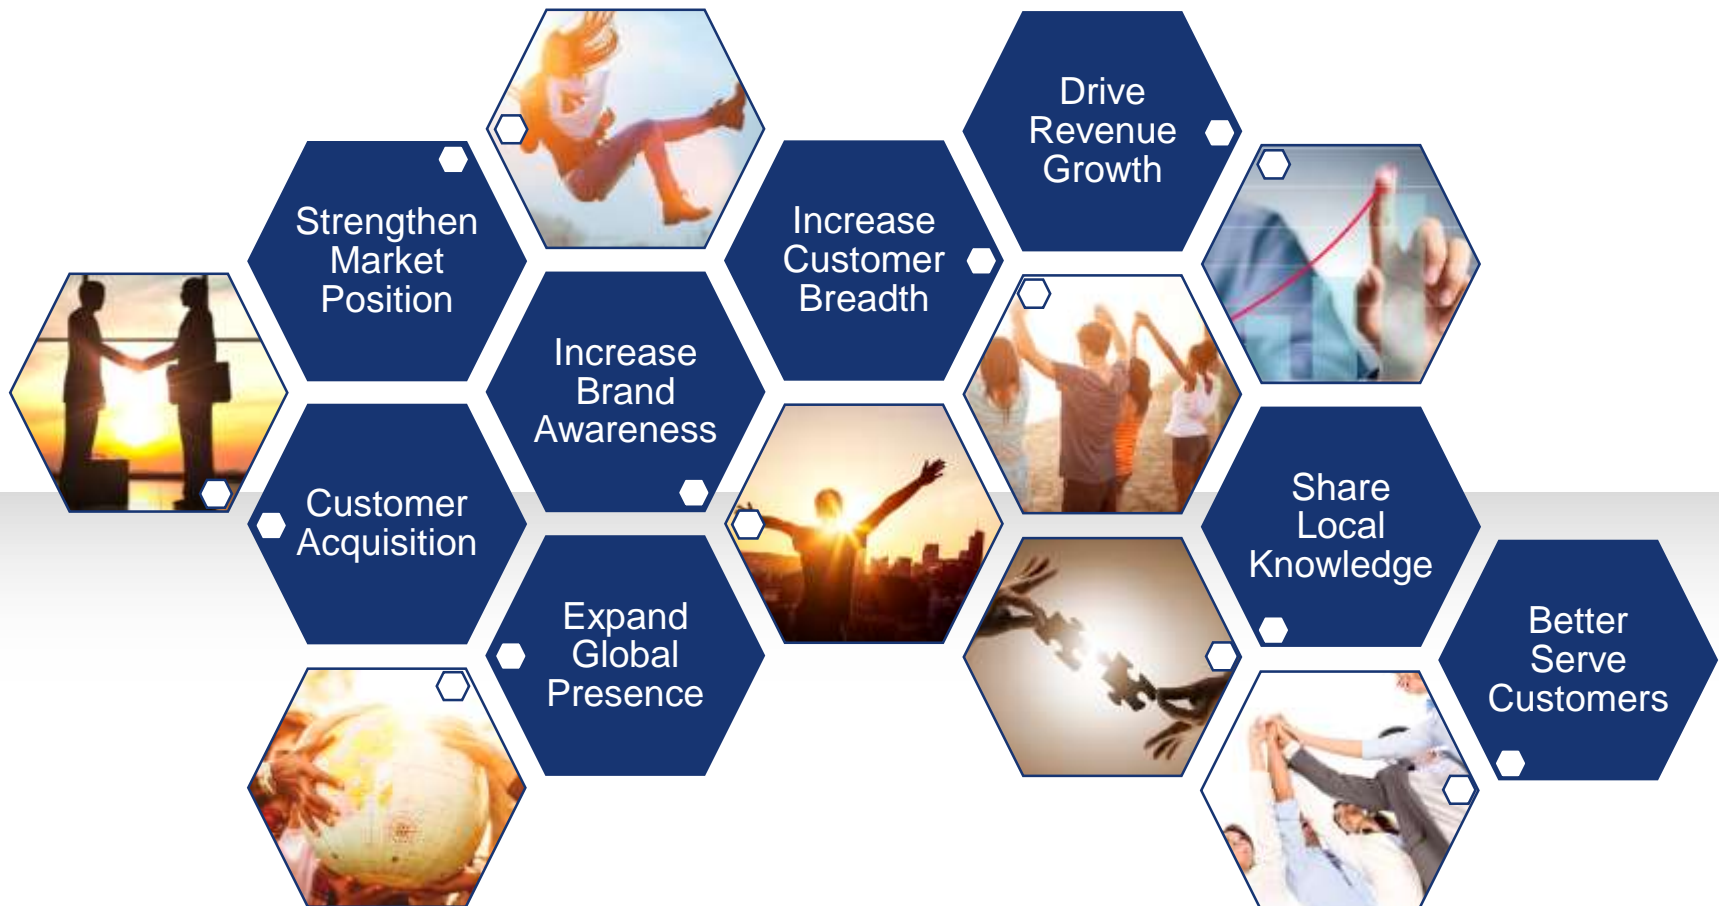 Strengthen
Market
Position
Customer
Acquisition
Increase
Brand
Awareness
Expand
Global
Presence
Increase
Customer
Breadth
Drive
Revenue
Growth
Share
Local
Knowledge
Better
Serve
Customers